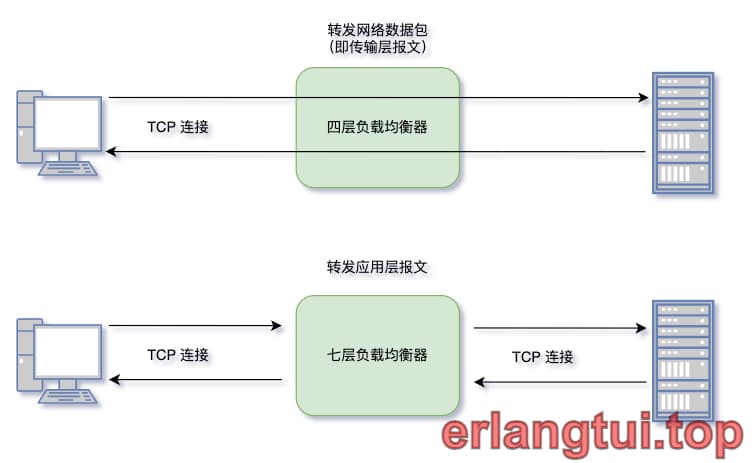 转发网络数据包
（即传输层报文）
TCP 连接
四层负载均衡器
转发应用层报文
TCP 连接
七层负载均衡器
TCP 连接
erlangtui.top